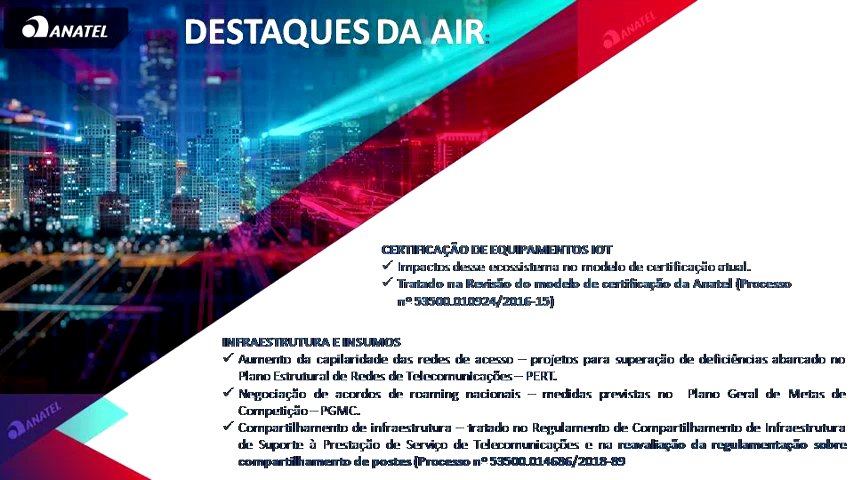 ANATEL
DESTAQUES DA AIR:
ANATEL
CERTIFICAÇÃO DE EQUIPAMENTOS IOT
✓ Impactos desse ecossistema no modelo de certificação atual.
✓ Tratado na Revisão do modelo de certificação da Anatel (Processo
nº 53500.010924/2016-15)
INFRAESTRUTURA E INSUMOS
✓ Aumento da capilaridade das redes de acesso – projetos para superação de deficiências abarcado no
Plano Estrutural de Redes de Telecomunicações – PERT.
✓ Negociação de acordos de roaming nacionais – medidas previstas no Plano Geral de Metas de
Competição – PGMC.
✓ Compartilhamento de infraestrutura – tratado no Regulamento de Compartilhamento de Infraestrutura
de Suporte à Prestação de Serviço de Telecomunicações e na reavaliação da regulamentação sobre
compartilhamento de postes (Processo nº 53500.014686/2018-89
ANATEL